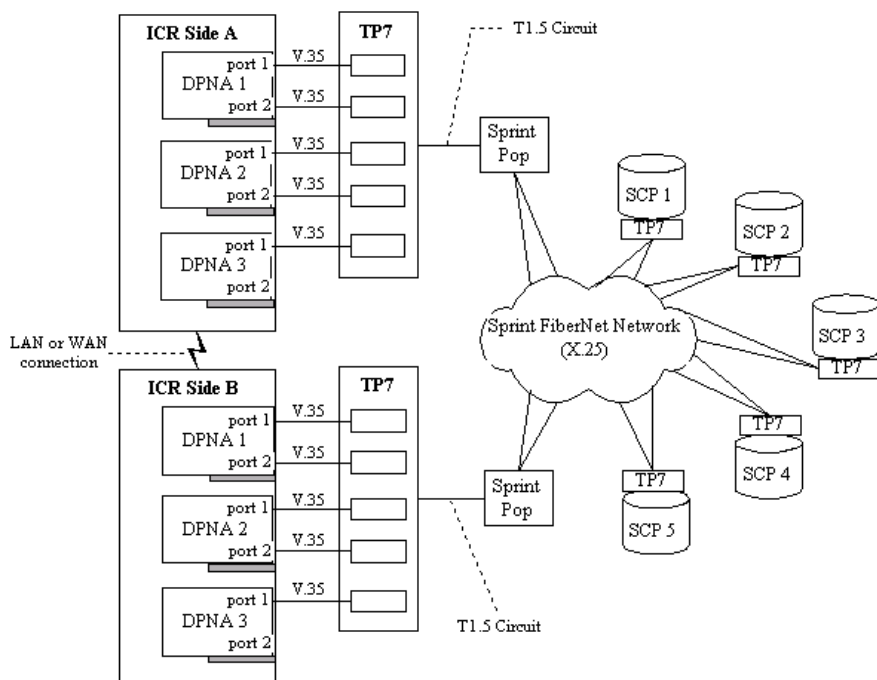 ICR Side A
TP7
T1.5 Circuit
port 1
V.35
DPNA 1
port 2
V.35
port 1
V.35
DPNA 2
port 2
V.35
port 1
V.35
DPNA 3
port 2
Sprint
Pop
SCP 1
TP7
SCP 2
TP7
SCP 3
TP7
TP7
SCP 4
TP7
SCP 5
Sprint FiberNet Network
(X.25)
LAN or WAN
connection
ICR Side B
TP7
port 1
V.35
DPNA 1
port 2
V.35
port 1
V.35
DPNA 2
port 2
V.35
port 1
V.35
DPNA 3
port 2
Sprint
Pop
T1.5 Circuit